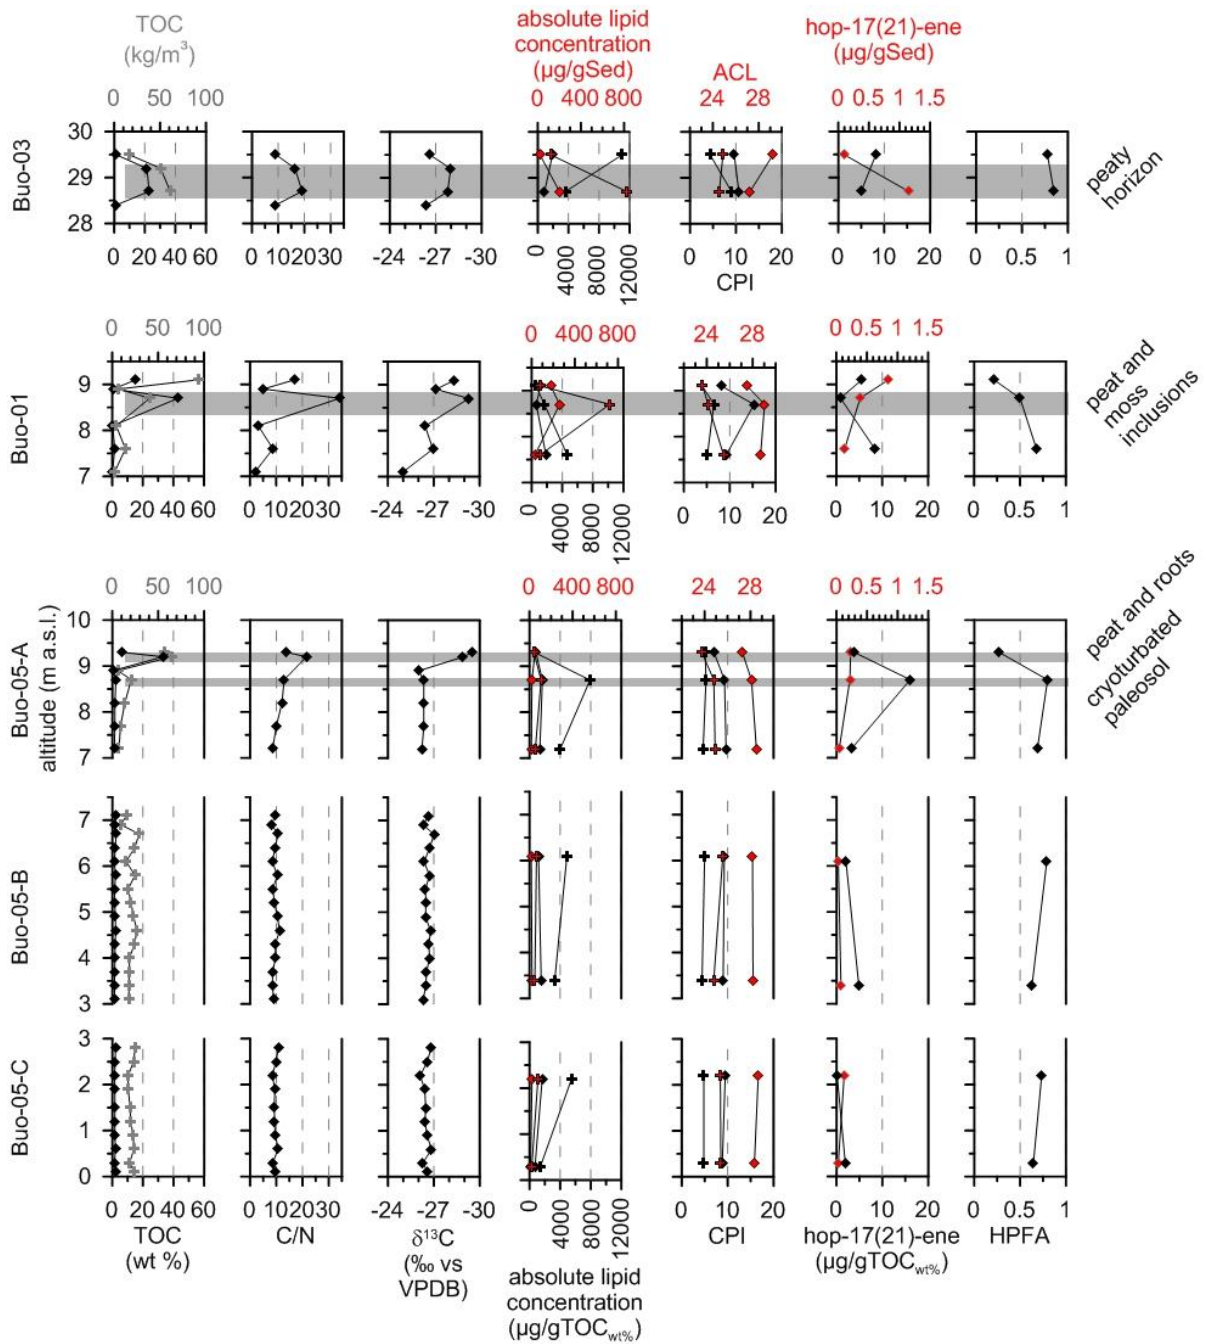 TOC
(kg/m³)
absolute lipid
concentration
(µg/gSed)
ACL
hop-17(21)-ene
(µg/gSed)
0 50 100
0 400 800
24 28
0 0.5 1 1.5
Buo-03
30
29
28
peaty
horizon
0 20 40 60
0 10 20 30
-24 -27 -30
0 4000 8000 12000
0 10 20
CPI
0 10 20
0 0.5 1
0 50 100
0 400 800
24 28
0 0.5 1 1.5
Buo-01
9
8
7
peat and
moss
inclusions
0 20 40 60
0 10 20 30
-24 -27 -30
0 4000 8000 12000
0 10 20
0 10 20
0 0.5 1
0 50 100
0 400 800
24 28
0 0.5 1 1.5
Buo-05-A
altitude (m a.s.l.)
10
9
8
7
peat and roots
cryoturbated
paleosol
Buo-05-B
7
6
5
4
3
Buo-05-C
3
2
1
0
0 20 40 60
TOC
(wt %)
0 10 20 30
C/N
-24 -27 -30
δ¹³C
(‰ vs
VPDB)
0 4000 8000 12000
absolute lipid
concentration
(µg/gTOCwt%)
0 10 20
CPI
0 10 20
hop-17(21)-ene
(µg/gTOCwt%)
0 0.5 1
HPFA